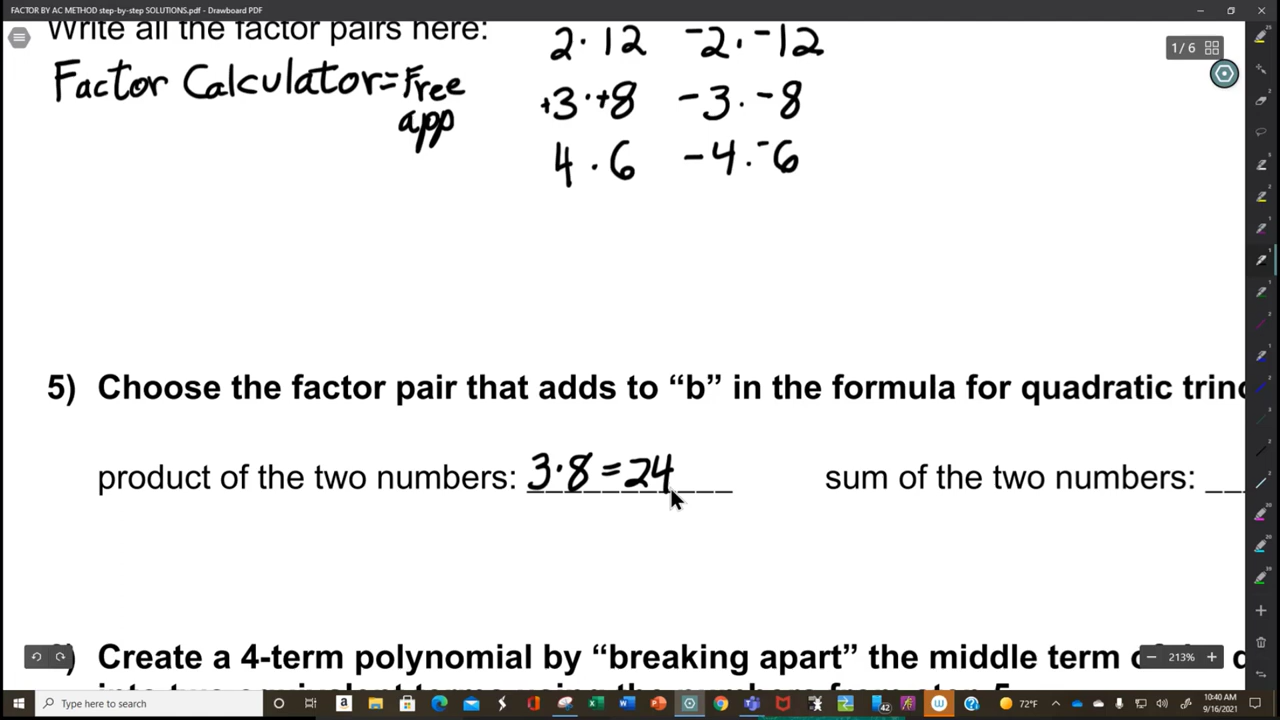 FACTOR BY AC METHOD step-by-step SOLUTIONS.pdf - Drawboard PDF
Write all the factor pairs here:
2·12 -2·-12
1 / 6
Factor Calculator=Free
app
+3·+8 -3·-8
4·6 -4·-6
5) Choose the factor pair that adds to “b” in the formula for quadratic trinc
product of the two numbers: 3·8=24
sum of the two numbers: __
Create a 4-term polynomial by “breaking apart” the middle term
213%
Type here to search
42
72°F
10:40 AM
9/16/2021